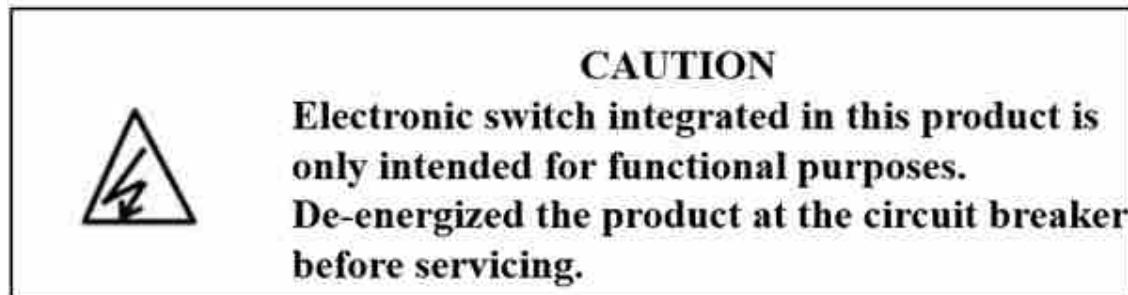 CAUTION
Electronic switch integrated in this product is
only intended for functional purposes.
De-energized the product at the circuit breaker
before servicing.